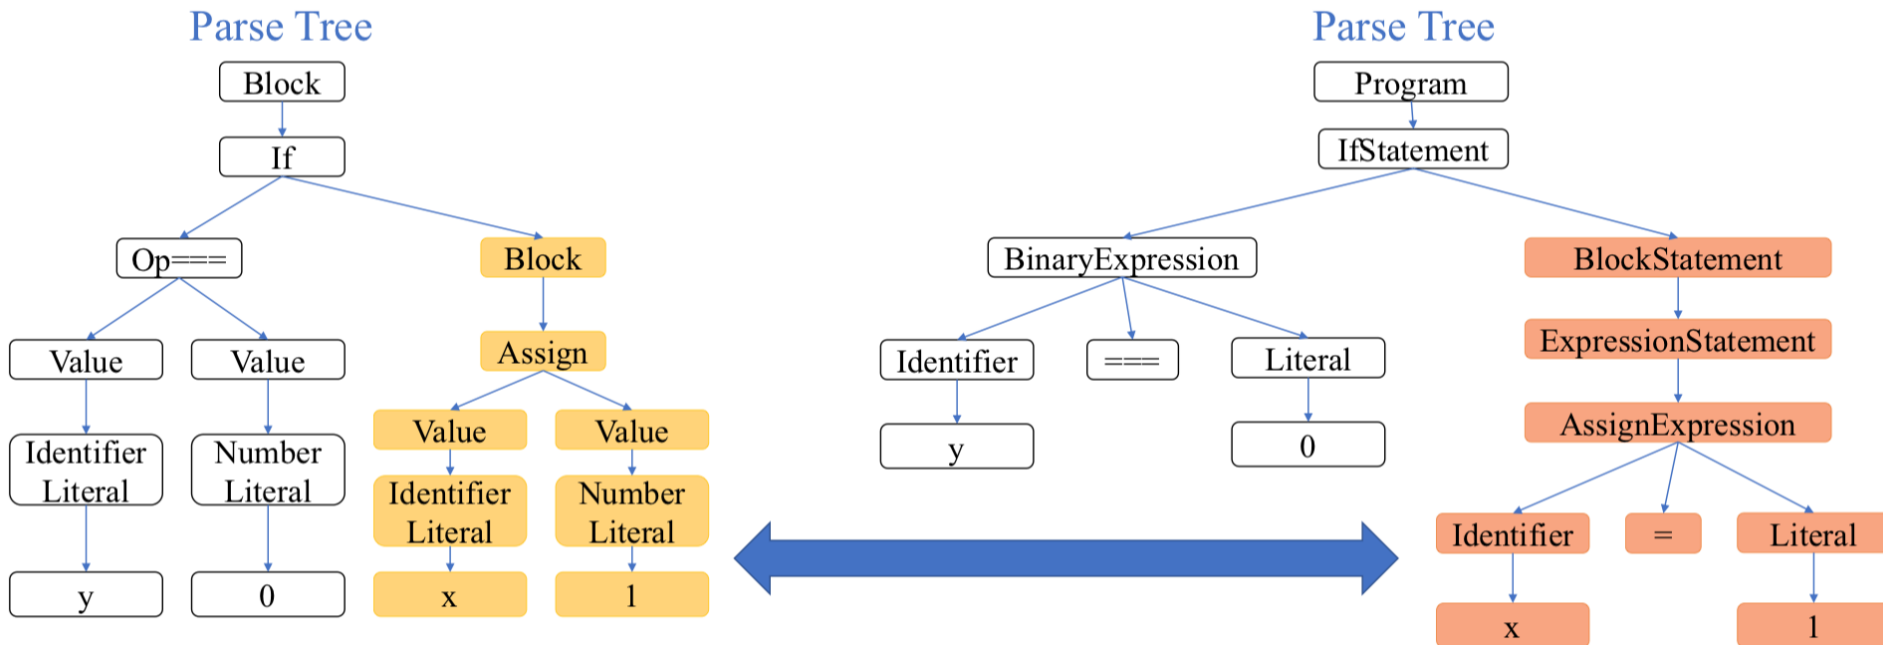 Parse Tree
Block
If
Op===
Block
Value
Value
Assign
Identifier
Literal
Number
Literal
Value
Value
Identifier
Literal
Number
Literal
y
0
x
1
Parse Tree
Program
IfStatement
BinaryExpression
BlockStatement
Identifier
===
Literal
ExpressionStatement
y
0
AssignExpression
Identifier
=
Literal
x
1